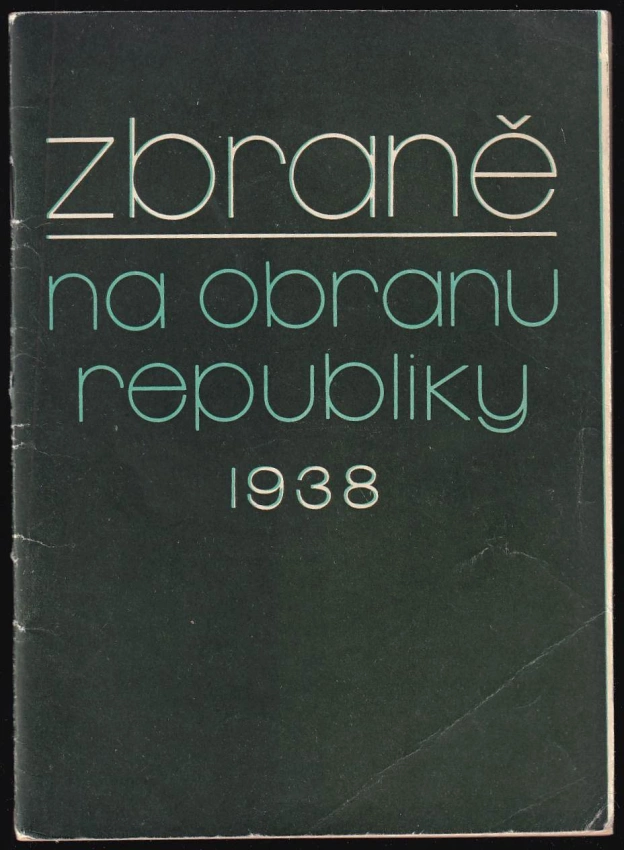 zbraně
na obranu
republiky
1938